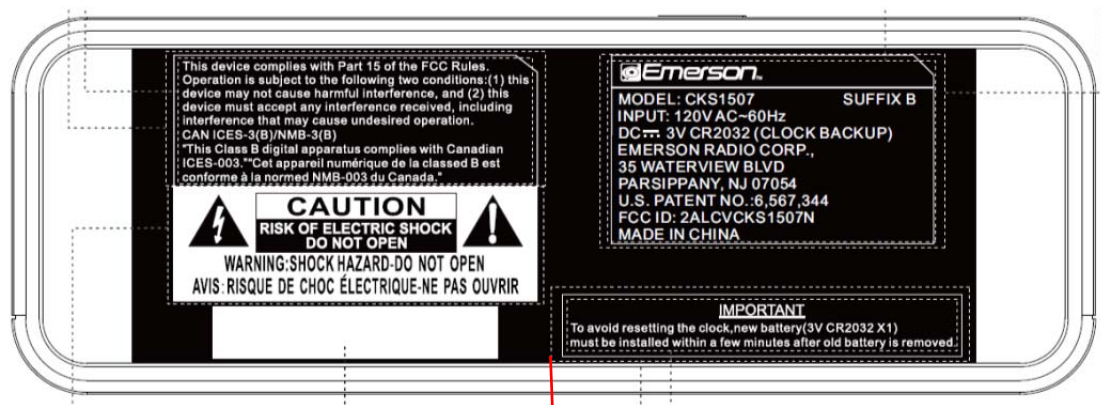 This device complies with Part 15 of the FCC Rules.
Operation is subject to the following two conditions:(1) this
device may not cause harmful interference, and (2) this
device must accept any interference received, including
interference that may cause undesired operation.
CAN ICES-3(B)/NMB-3(B)
"This Class B digital apparatus complies with Canadian
ICES-003.""Cet appareil numérique de la classed B est
conforme à la normed NMB-003 du Canada."
CAUTION
RISK OF ELECTRIC SHOCK
DO NOT OPEN
WARNING:SHOCK HAZARD-DO NOT OPEN
AVIS:RISQUE DE CHOC ÉLECTRIQUE-NE PAS OUVRIR
Emerson
MODEL: CKS1507 SUFFIX B
INPUT: 120V AC~60Hz
DC⎓ 3V CR2032 (CLOCK BACKUP)
EMERSON RADIO CORP.,
35 WATERVIEW BLVD
PARSIPPANY, NJ 07054
U.S. PATENT NO.:6,567,344
FCC ID: 2ALCVCKS1507N
MADE IN CHINA
IMPORTANT
To avoid resetting the clock,new battery(3V CR2032 X1)
must be installed within a few minutes after old battery is removed.